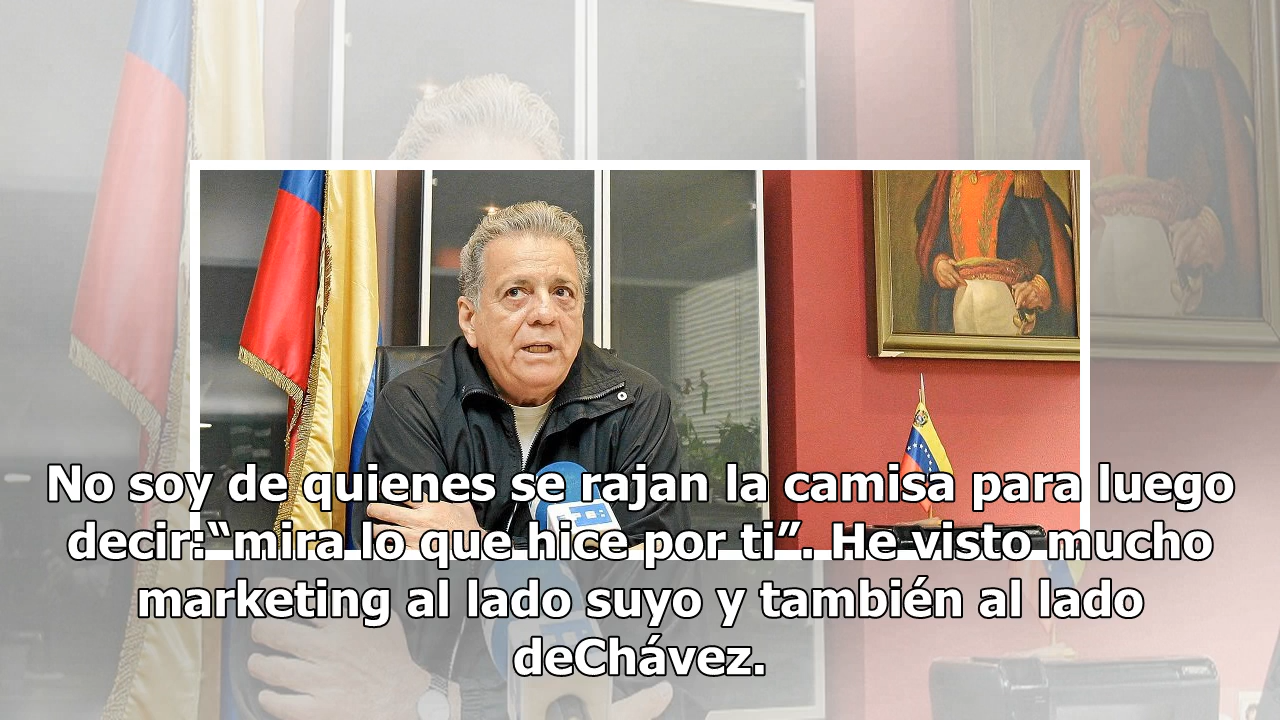 No soy de quienes se rajan la camisa para luego
decir:“mira lo que hice por ti”. He visto mucho
marketing al lado suyo y también al lado
deChávez.